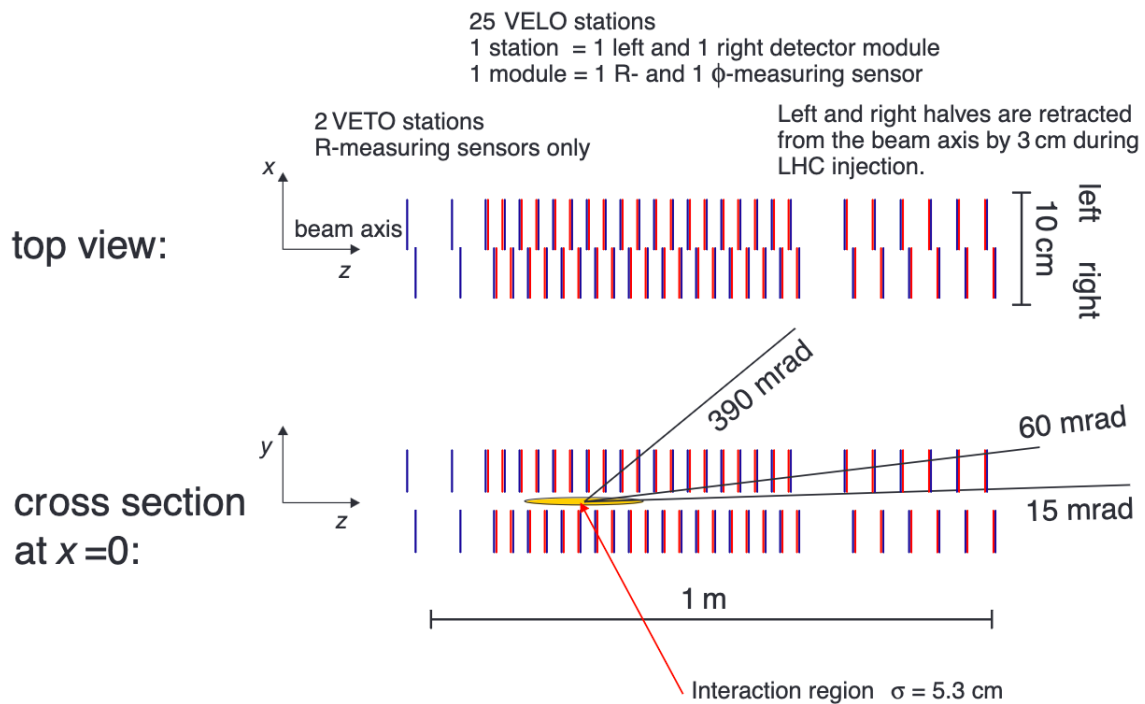 25 VELO stations
1 station = 1 left and 1 right detector module
1 module = 1 R- and 1 ϕ-measuring sensor
2 VETO stations
R-measuring sensors only
Left and right halves are retracted
from the beam axis by 3 cm during
LHC injection.
x
top view:
beam axis
z
left
10 cm
right
390 mrad
60 mrad
y
cross section
at x =0:
z
15 mrad
1 m
Interaction region σ = 5.3 cm